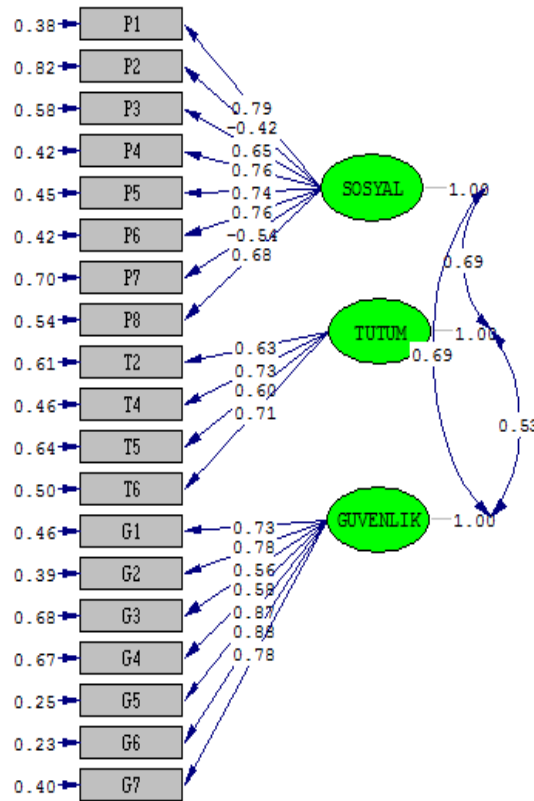 0.38 P1
0.82 P2
0.58 P3
0.42 P4
0.45 P5
0.42 P6
0.70 P7
0.54 P8
0.61 T2
0.46 T4
0.64 T5
0.50 T6
0.46 G1
0.39 G2
0.68 G3
0.67 G4
0.25 G5
0.23 G6
0.40 G7
0.79
-0.42
0.65
0.76
0.74
0.76
-0.54
0.68
SOSYAL 1.00
0.63
0.73
0.60
0.71
TUTUM 1.00
0.73
0.78
0.56
0.58
0.87
0.88
0.78
GUVENLIK 1.00
0.69
0.69
0.53